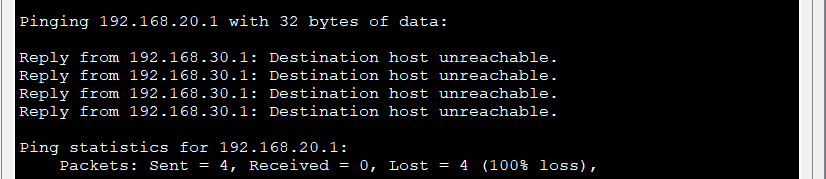 Pinging 192.168.20.1 with 32 bytes of data:
Reply from 192.168.30.1: Destination host unreachable.
Reply from 192.168.30.1: Destination host unreachable.
Reply from 192.168.30.1: Destination host unreachable.
Reply from 192.168.30.1: Destination host unreachable.
Ping statistics for 192.168.20.1:
Packets: Sent = 4, Received = 0, Lost = 4 (100% loss),